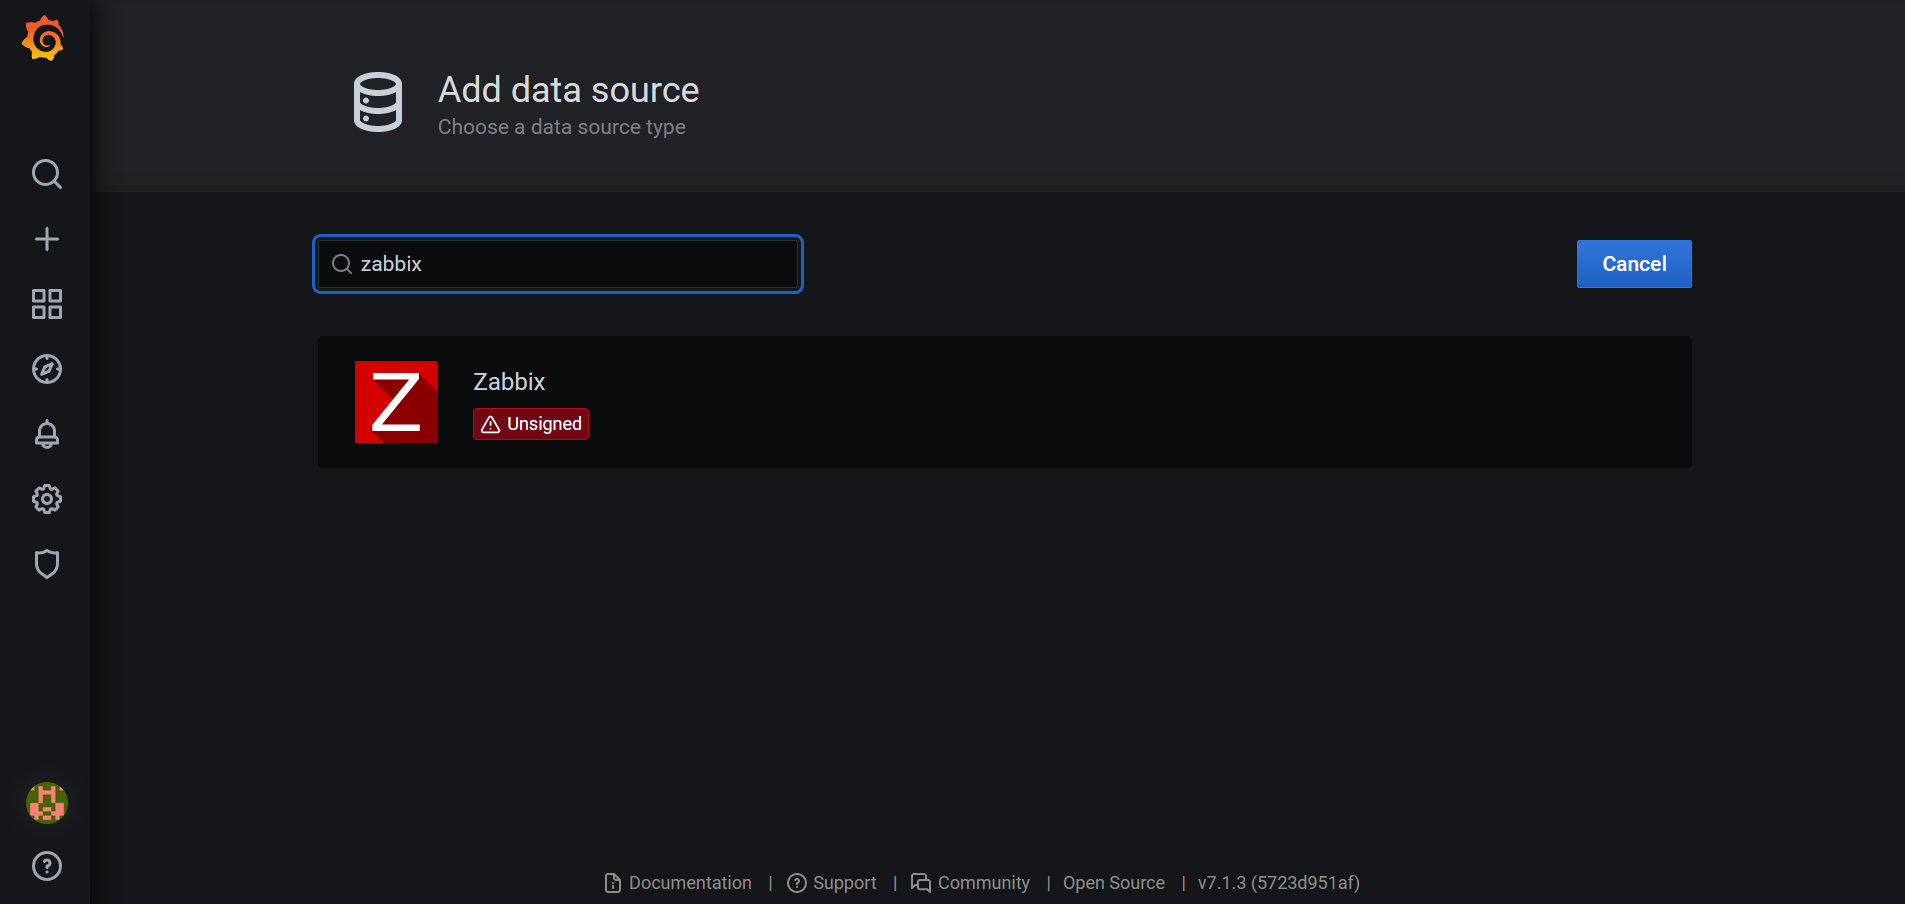 Add data source
Choose a data source type
zabbix
Cancel
Z
Zabbix
Unsigned
Documentation | Support | Community | Open Source | v7.1.3 (5723d951af)